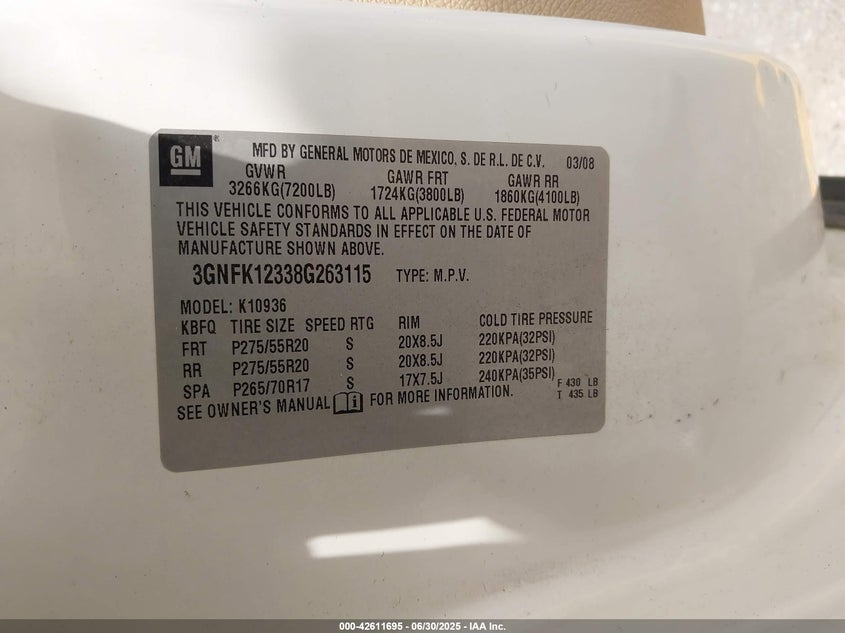 GM ®
MFD BY GENERAL MOTORS DE MEXICO, S. DE R.L. DE C.V. 03/08
GVWR GAWR FRT GAWR RR
3266KG(7200LB) 1724KG(3800LB) 1860KG(4100LB)
THIS VEHICLE CONFORMS TO ALL APPLICABLE U.S. FEDERAL MOTOR
VEHICLE SAFETY STANDARDS IN EFFECT ON THE DATE OF
MANUFACTURE SHOWN ABOVE.
3GNFK12338G263115 TYPE: M.P.V.
MODEL: K10936
KBFQ TIRE SIZE SPEED RTG RIM COLD TIRE PRESSURE
FRT P275/55R20 S 20X8.5J 220KPA(32PSI)
RR P275/55R20 S 20X8.5J 220KPA(32PSI)
SPA P265/70R17 S 17X7.5J 240KPA(35PSI) F 430 LB
T 435 LB
SEE OWNER'S MANUAL i FOR MORE INFORMATION.
000-42611695 - 06/30/2025 - IAA Inc.